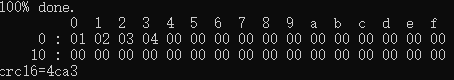 100% done.
0 1 2 3 4 5 6 7 8 9 a b c d e f
0 : 01 02 03 04 00 00 00 00 00 00 00 00 00 00 00 00
10 : 00 00 00 00 00 00 00 00 00 00 00 00 00 00 00 00
crc16=4ca3